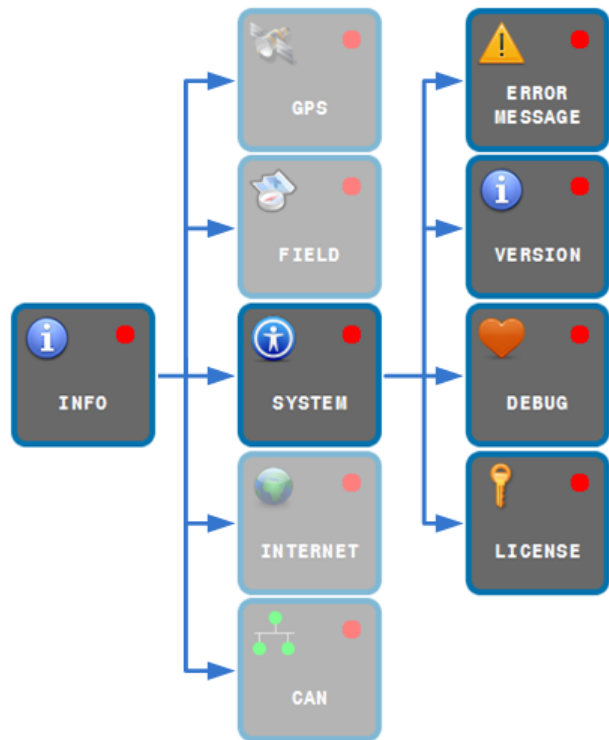 GPS
ERROR
MESSAGE
FIELD
VERSION
INFO
SYSTEM
DEBUG
INTERNET
LICENSE
CAN